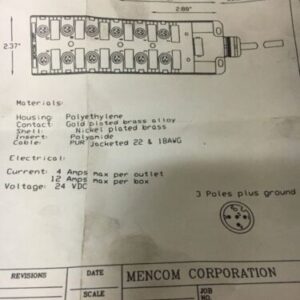 2.88"
2.37"
Materials:
Housing: Polyethylene
Contact: Gold plated brass alloy
Shell: Nickel plated brass
Insert: Polyamide
Cable: PUR Jacketed 22 & 18AWG
Electrical:
Current: 4 Amps max per outlet
12 Amps max per box
Voltage: 24 VDC
3 Poles plus ground
REVISIONS
DATE
MENCOM CORPORATION
SCALE
JOB
NO.